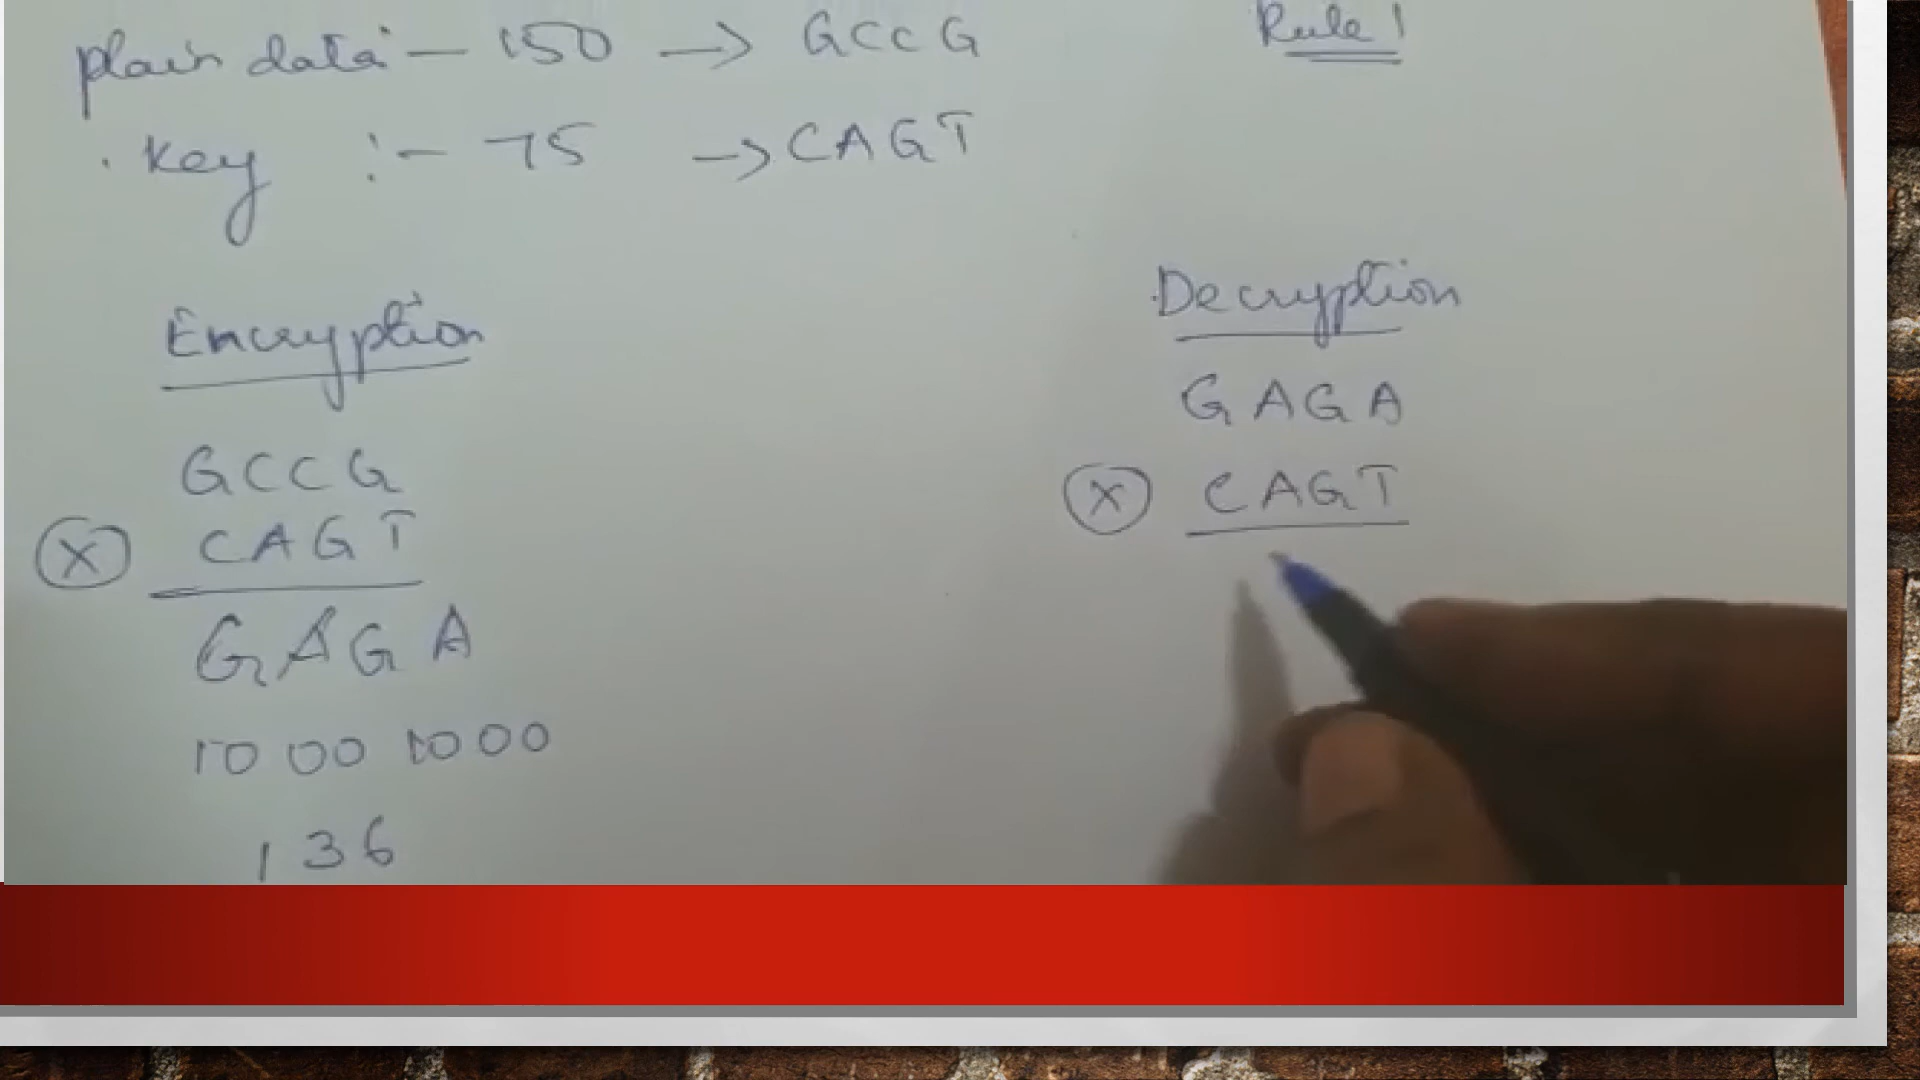 plain data - 150 → GCCG
Rule 1
Key :- 75 → CAGT
Encryption
GCCG
ⓧ CAGT
GAGA
10 00 10 00
136
Decryption
GAGA
ⓧ CAGT